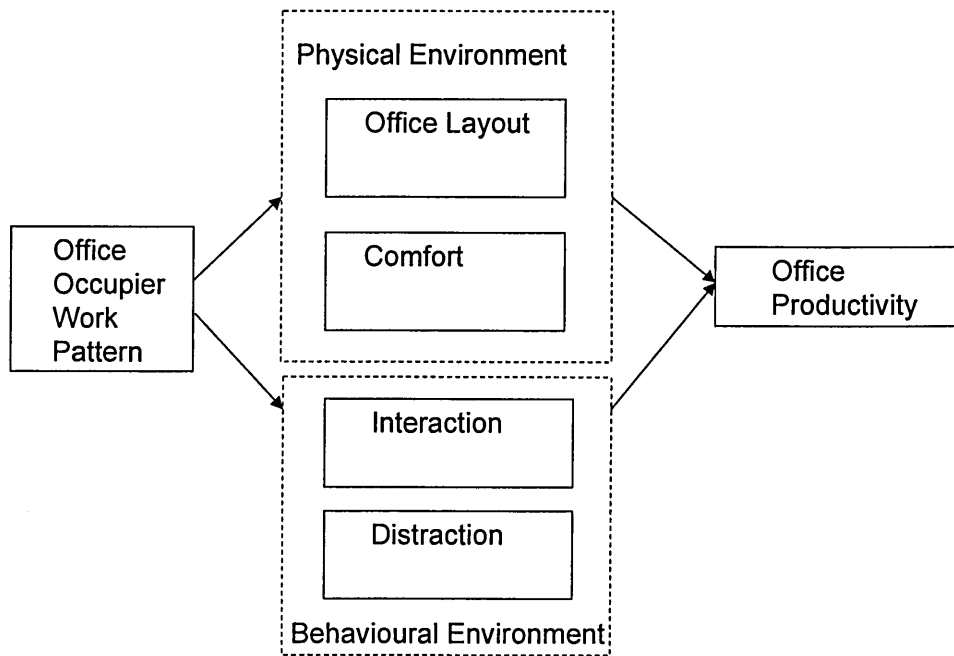 Physical Environment
Office Layout
Comfort
Office
Occupier
Work
Pattern
Office
Productivity
Interaction
Distraction
Behavioural Environment